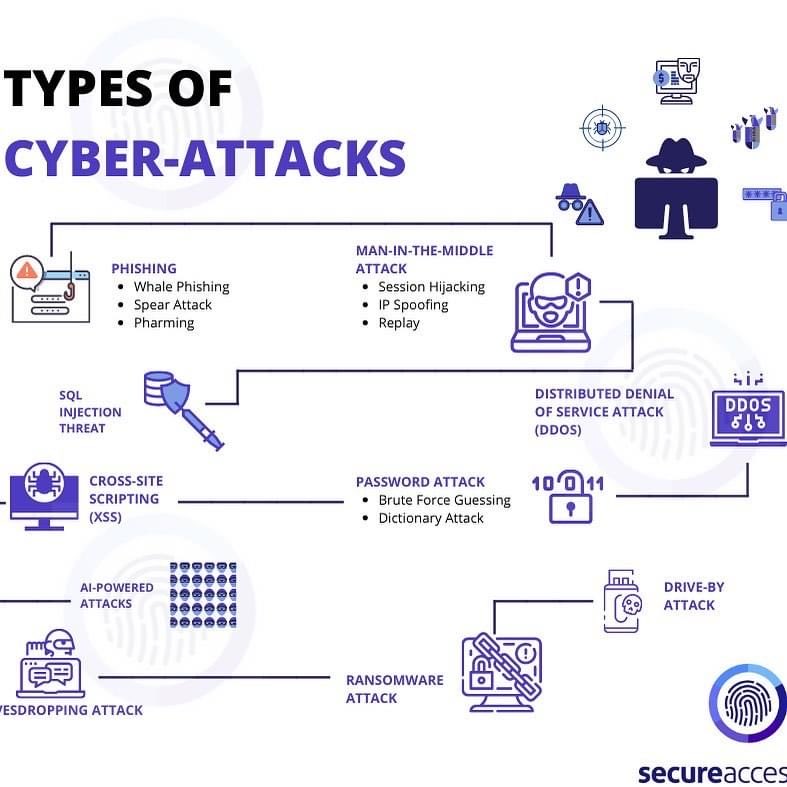 TYPES OF
CYBER-ATTACKS
$
PHISHING
Whale Phishing
Spear Attack
Pharming
MAN-IN-THE-MIDDLE
ATTACK
Session Hijacking
IP Spoofing
Replay
SQL
INJECTION
THREAT
DISTRIBUTED DENIAL
OF SERVICE ATTACK
(DDOS)
DDOS
CROSS-SITE
SCRIPTING
(XSS)
PASSWORD ATTACK
Brute Force Guessing
Dictionary Attack
10 11
AI-POWERED
ATTACKS
DRIVE-BY
ATTACK
VESDROPPING ATTACK
RANSOMWARE
ATTACK
secureacces